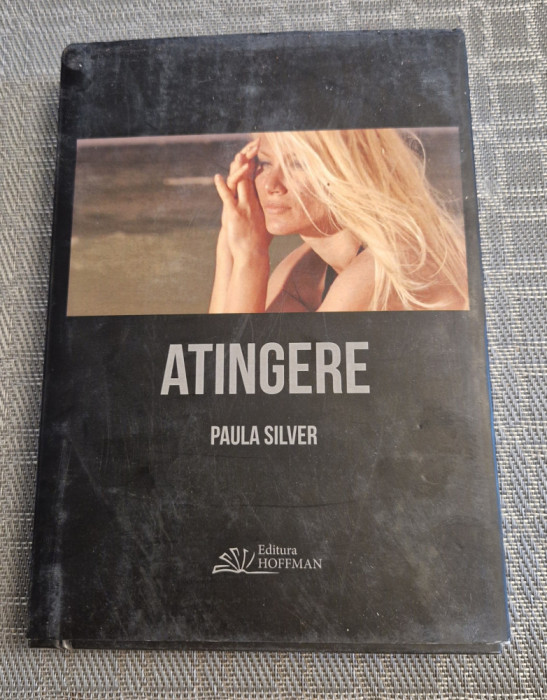 ATINGERE
PAULA SILVER
Editura
HOFFMAN